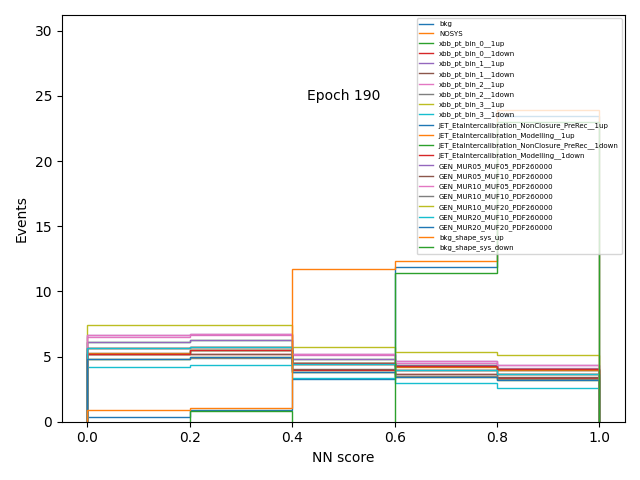 30
25
20
15
10
5
0
Events
Epoch 190
bkg
NOSYS
xbb_pt_bin_0__1up
xbb_pt_bin_0__1down
xbb_pt_bin_1__1up
xbb_pt_bin_1__1down
xbb_pt_bin_2__1up
xbb_pt_bin_2__1down
xbb_pt_bin_3__1up
xbb_pt_bin_3__1down
JET_EtaIntercalibration_NonClosure_PreRec__1up
JET_EtaIntercalibration_Modelling__1up
JET_EtaIntercalibration_NonClosure_PreRec__1down
JET_EtaIntercalibration_Modelling__1down
GEN_MUR05_MUF05_PDF260000
GEN_MUR05_MUF10_PDF260000
GEN_MUR10_MUF05_PDF260000
GEN_MUR10_MUF10_PDF260000
GEN_MUR10_MUF20_PDF260000
GEN_MUR20_MUF10_PDF260000
GEN_MUR20_MUF20_PDF260000
bkg_shape_sys_up
bkg_shape_sys_down
0.0 0.2 0.4 0.6 0.8 1.0
NN score